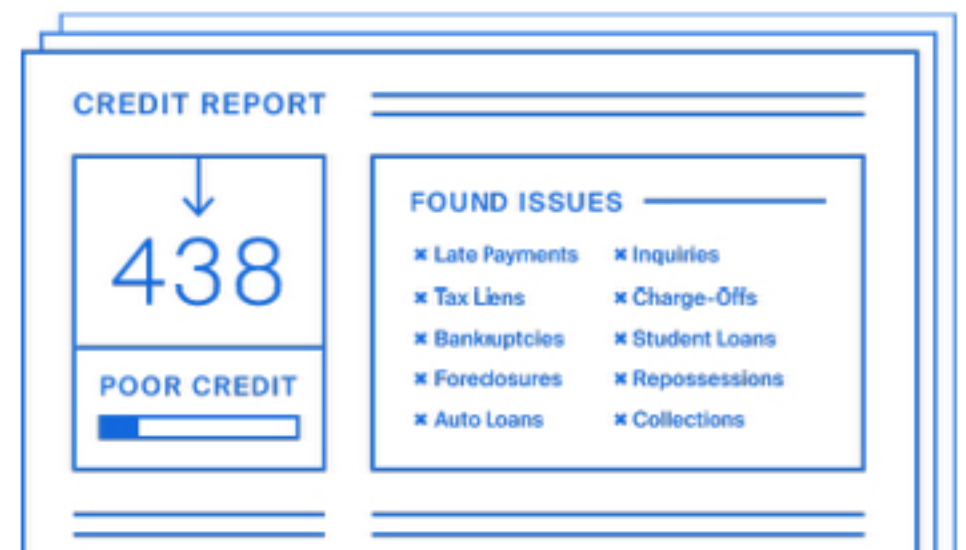 CREDIT REPORT
438
POOR CREDIT
FOUND ISSUES
× Late Payments
× Tax Liens
× Bankruptcies
× Foreclosures
× Auto Loans
× Inquiries
× Charge-Offs
× Student Loans
× Repossessions
× Collections